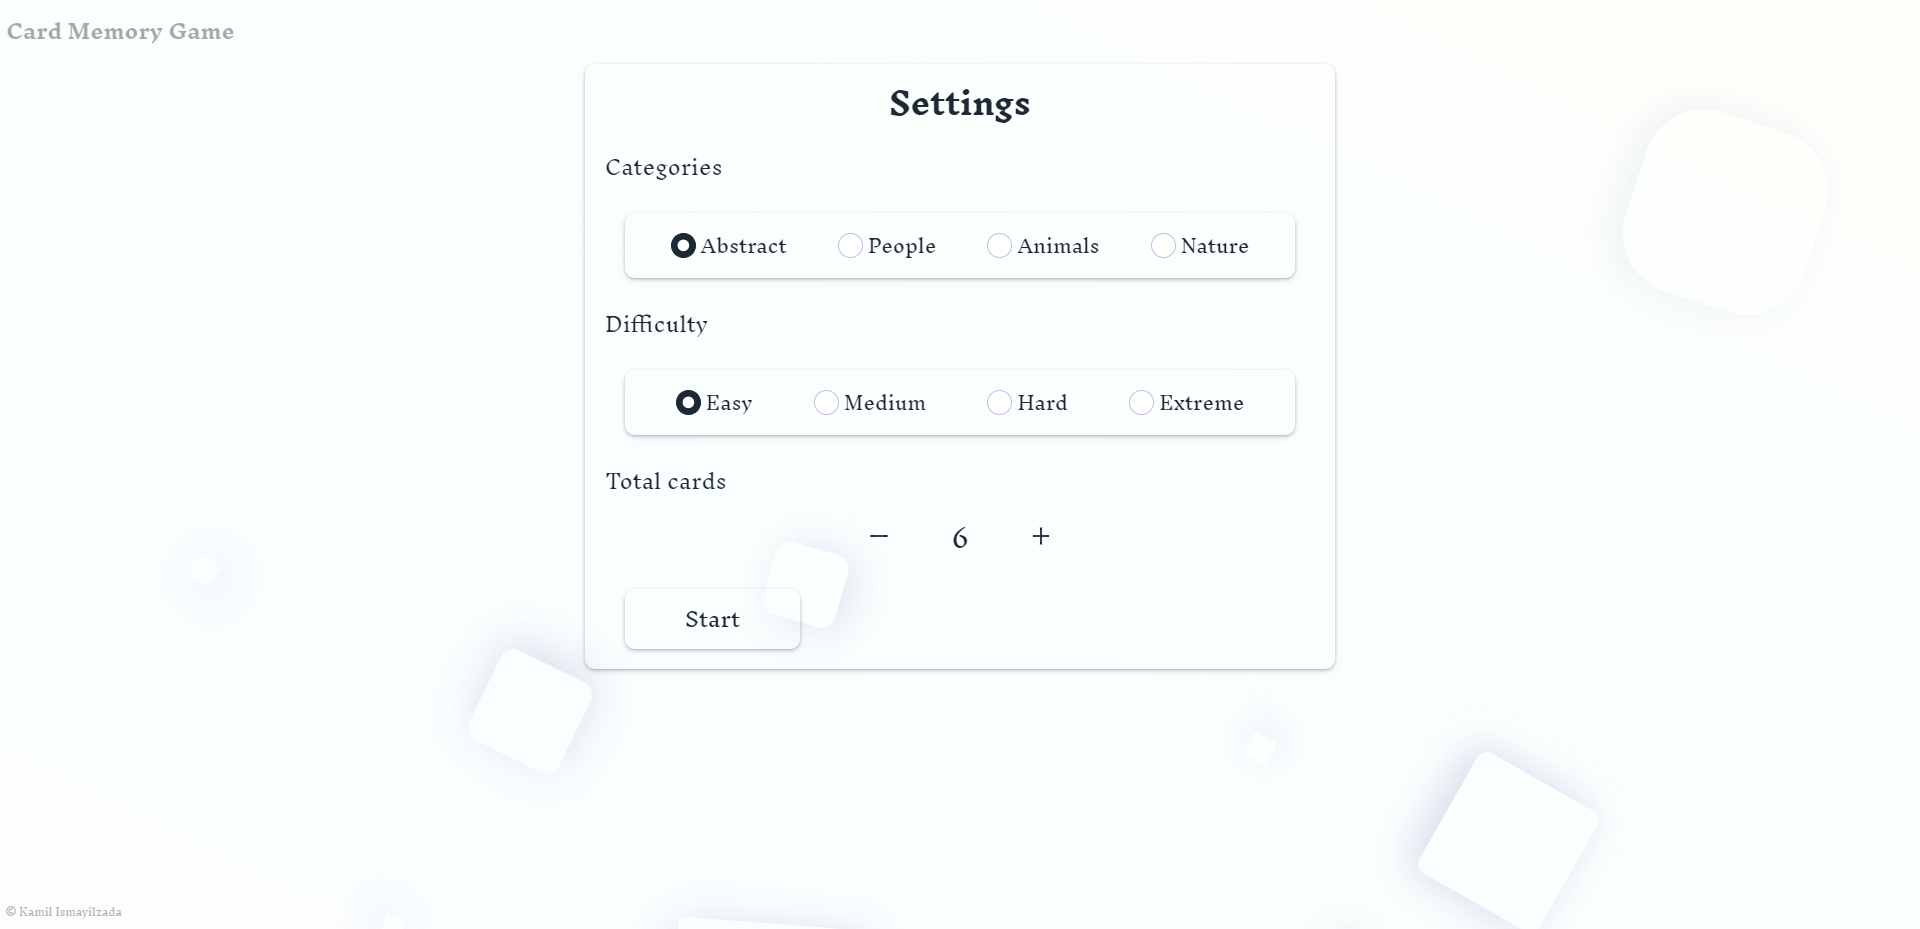 Card Memory Game
Settings
Categories
Abstract People Animals Nature
Difficulty
Easy Medium Hard Extreme
Total cards
− 6 +
Start
© Kamil Ismayilzada